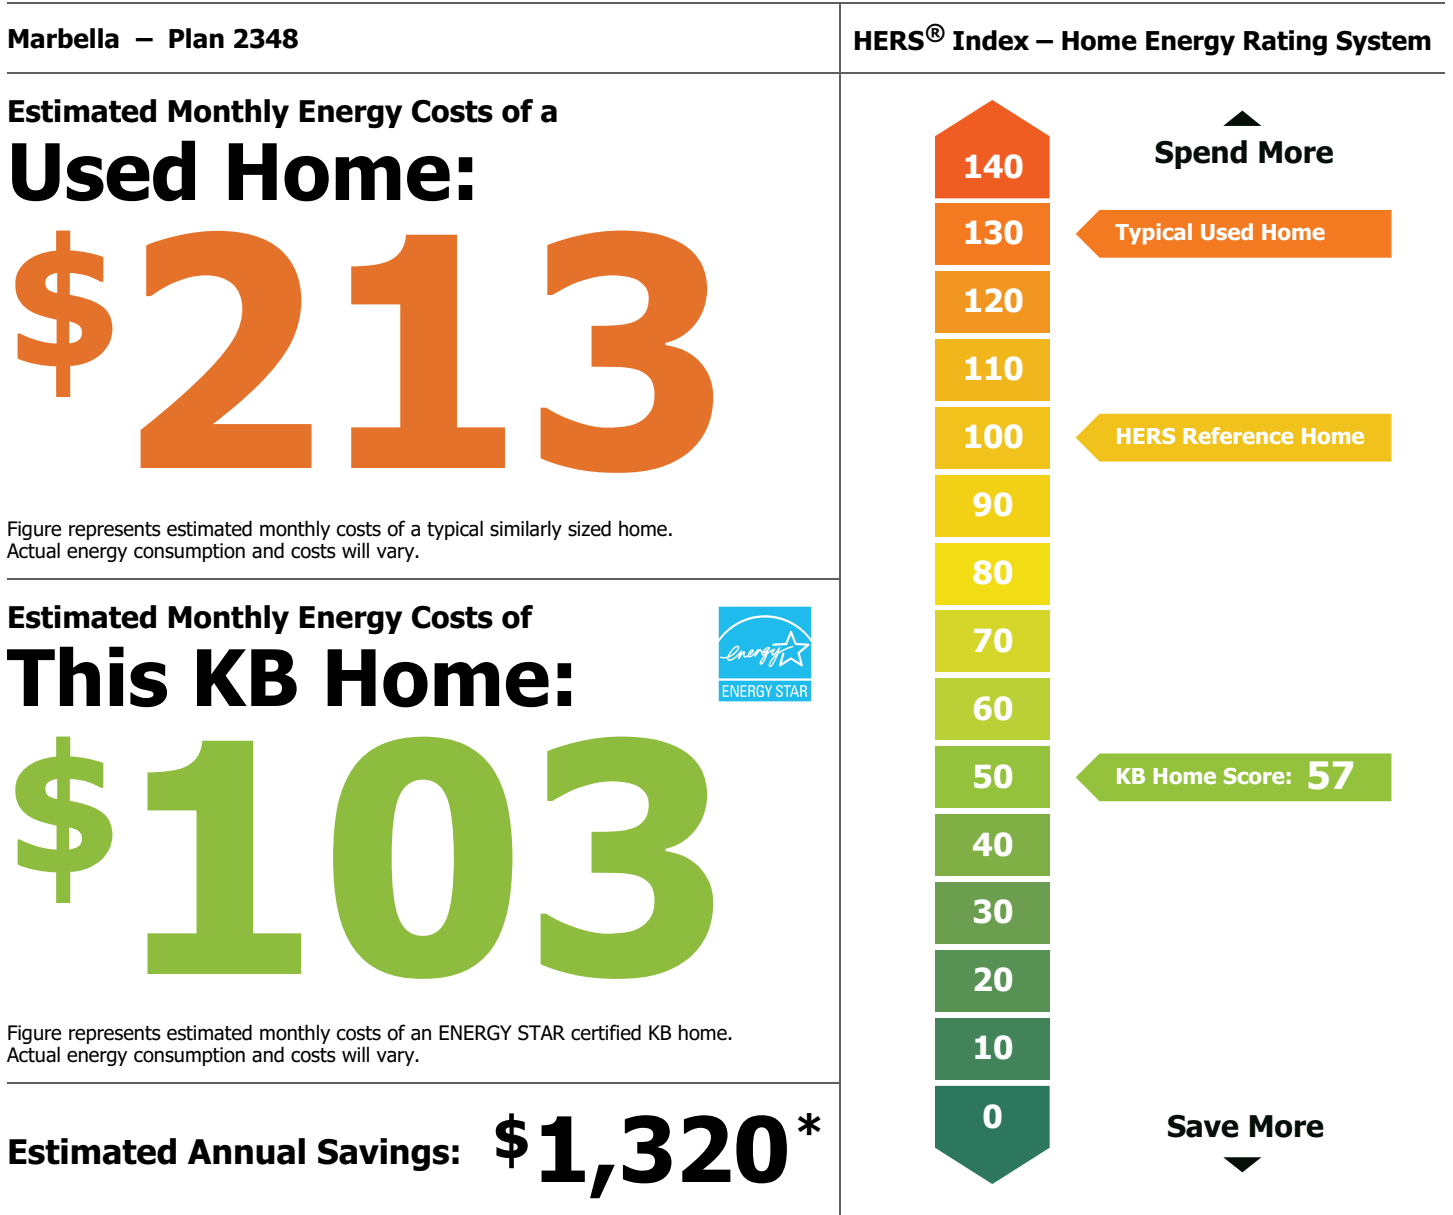 Marbella – Plan 2348
Estimated Monthly Energy Costs of a
Used Home:
$213
Figure represents estimated monthly costs of a typical similarly sized home.
Actual energy consumption and costs will vary.
Estimated Monthly Energy Costs of
This KB Home:
energy
ENERGY STAR
$103
Figure represents estimated monthly costs of an ENERGY STAR certified KB home.
Actual energy consumption and costs will vary.
Estimated Annual Savings: $1,320*
HERS® Index – Home Energy Rating System
Spend More
140
130 Typical Used Home
120
110
100 HERS Reference Home
90
80
70
60
50 KB Home Score: 57
40
30
20
10
0
Save More